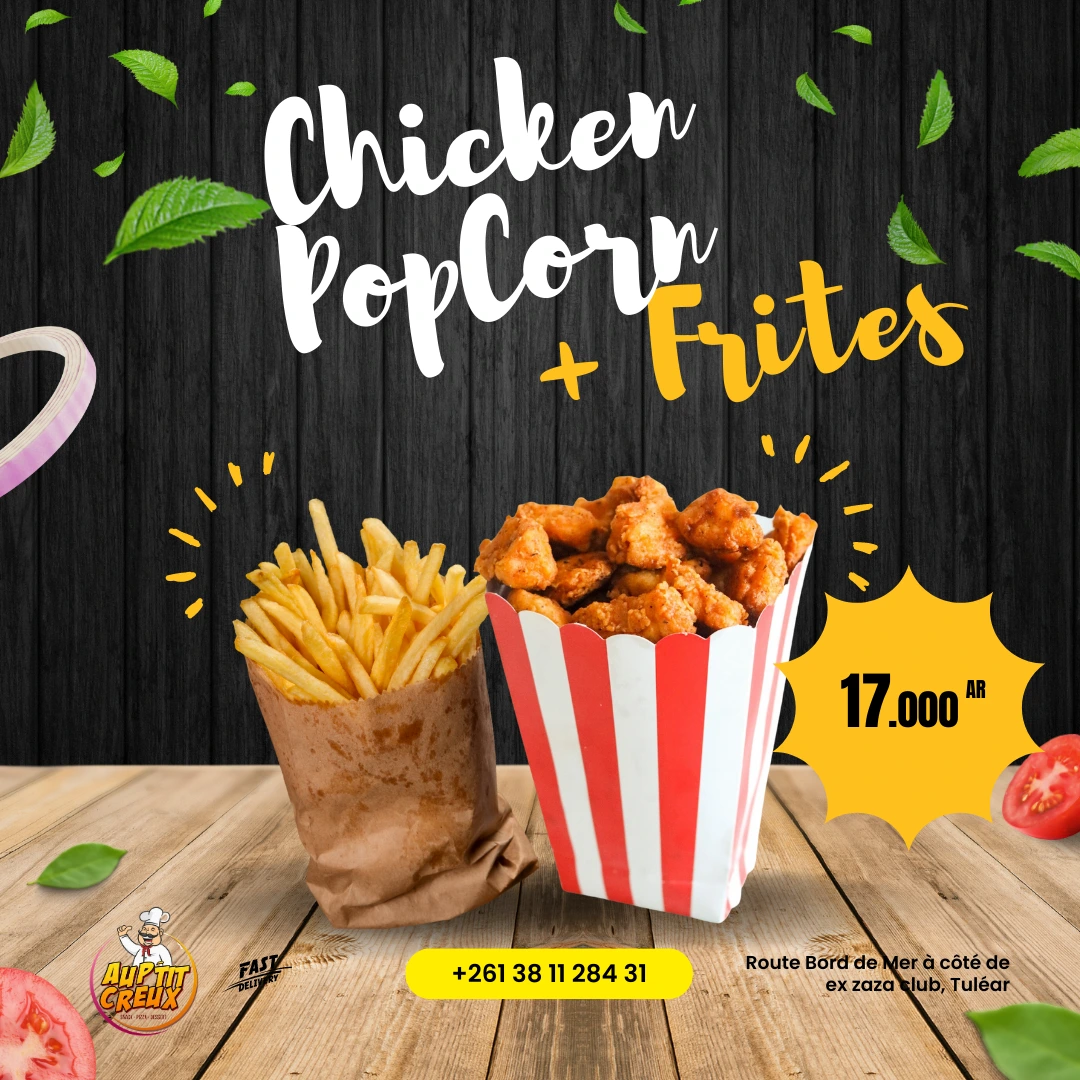 Chicken
PopCorn
+ Frites
17.000 AR
AU P'TIT
CREUX
FAST
DELIVERY
+261 38 11 284 31
Route Bord de Mer à côté de
ex zaza club, Tuléar